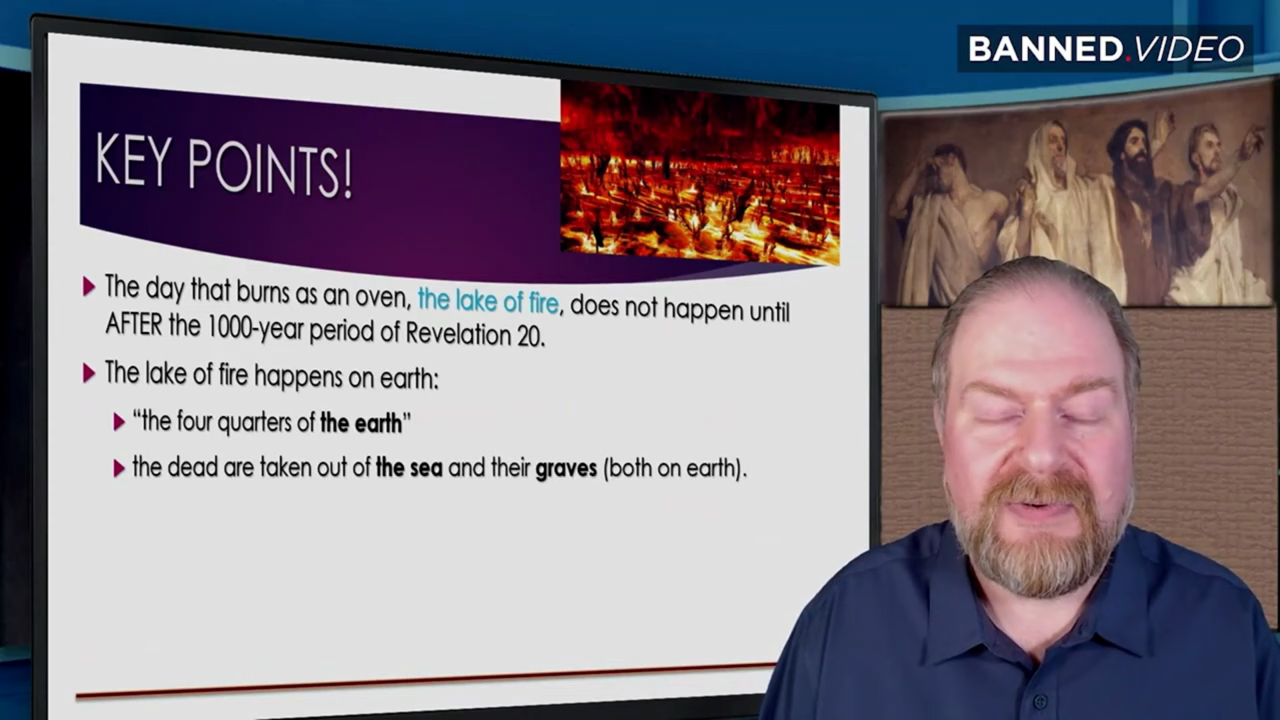 BANNED.VIDEO
KEY POINTS!
The day that burns as an oven, the lake of fire, does not happen until
AFTER the 1000-year period of Revelation 20.
The lake of fire happens on earth:
“the four quarters of the earth”
the dead are taken out of the sea and their graves (both on earth).